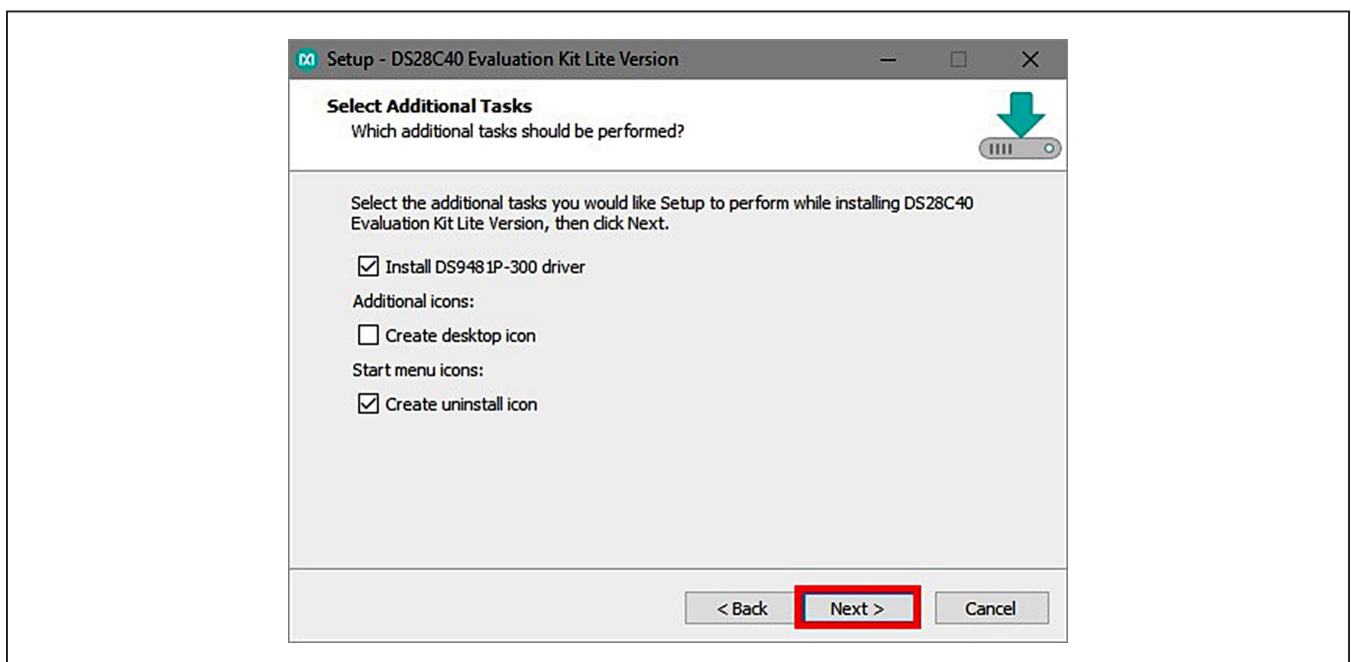 Setup - DS28C40 Evaluation Kit Lite Version
Select Additional Tasks
Which additional tasks should be performed?
Select the additional tasks you would like Setup to perform while installing DS28C40
Evaluation Kit Lite Version, then click Next.
Install DS9481P-300 driver
Additional icons:
Create desktop icon
Start menu icons:
Create uninstall icon
< Back Next > Cancel